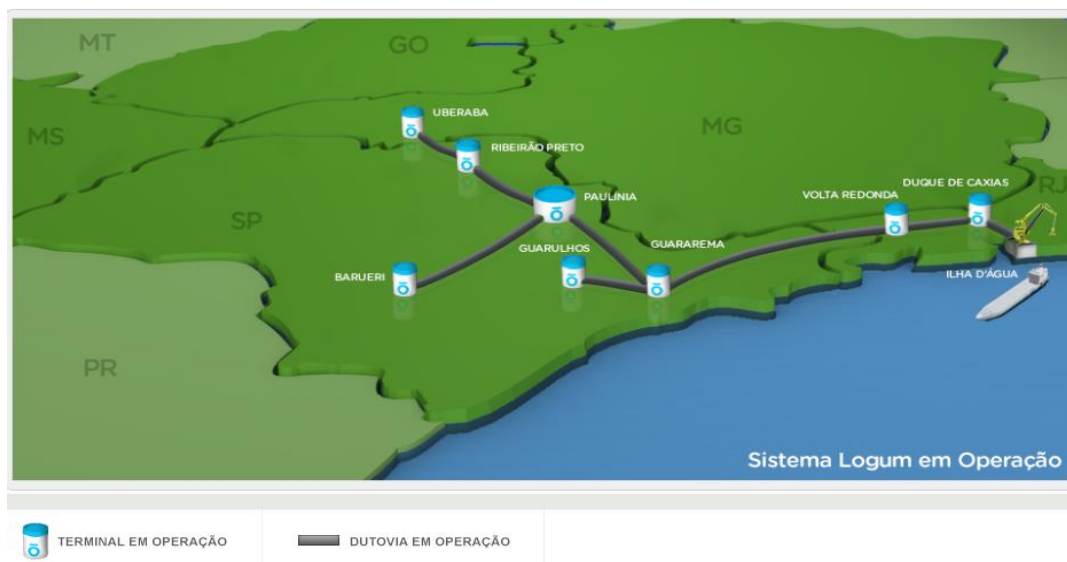 MT
GO
UBERABA
MS
MG
RIBEIRÃO PRETO
DUQUE DE CAXIAS
RJ
PAULÍNIA
VOLTA REDONDA
SP
GUARULHOS
GUARAREMA
BARUERI
ILHA D'ÁGUA
PR
Sistema Logum em Operação
TERMINAL EM OPERAÇÃO
DUTOVIA EM OPERAÇÃO